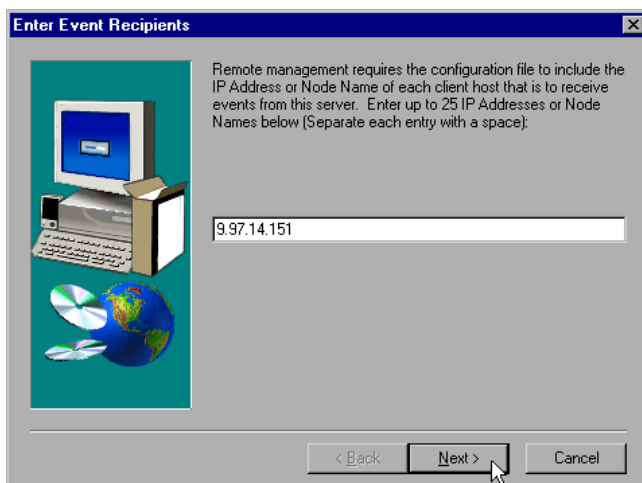 Enter Event Recipients
Remote management requires the configuration file to include the
IP Address or Node Name of each client host that is to receive
events from this server.  Enter up to 25 IP Addresses or Node
Names below (Separate each entry with a space):
9.97.14.151
< Back
Next >
Cancel